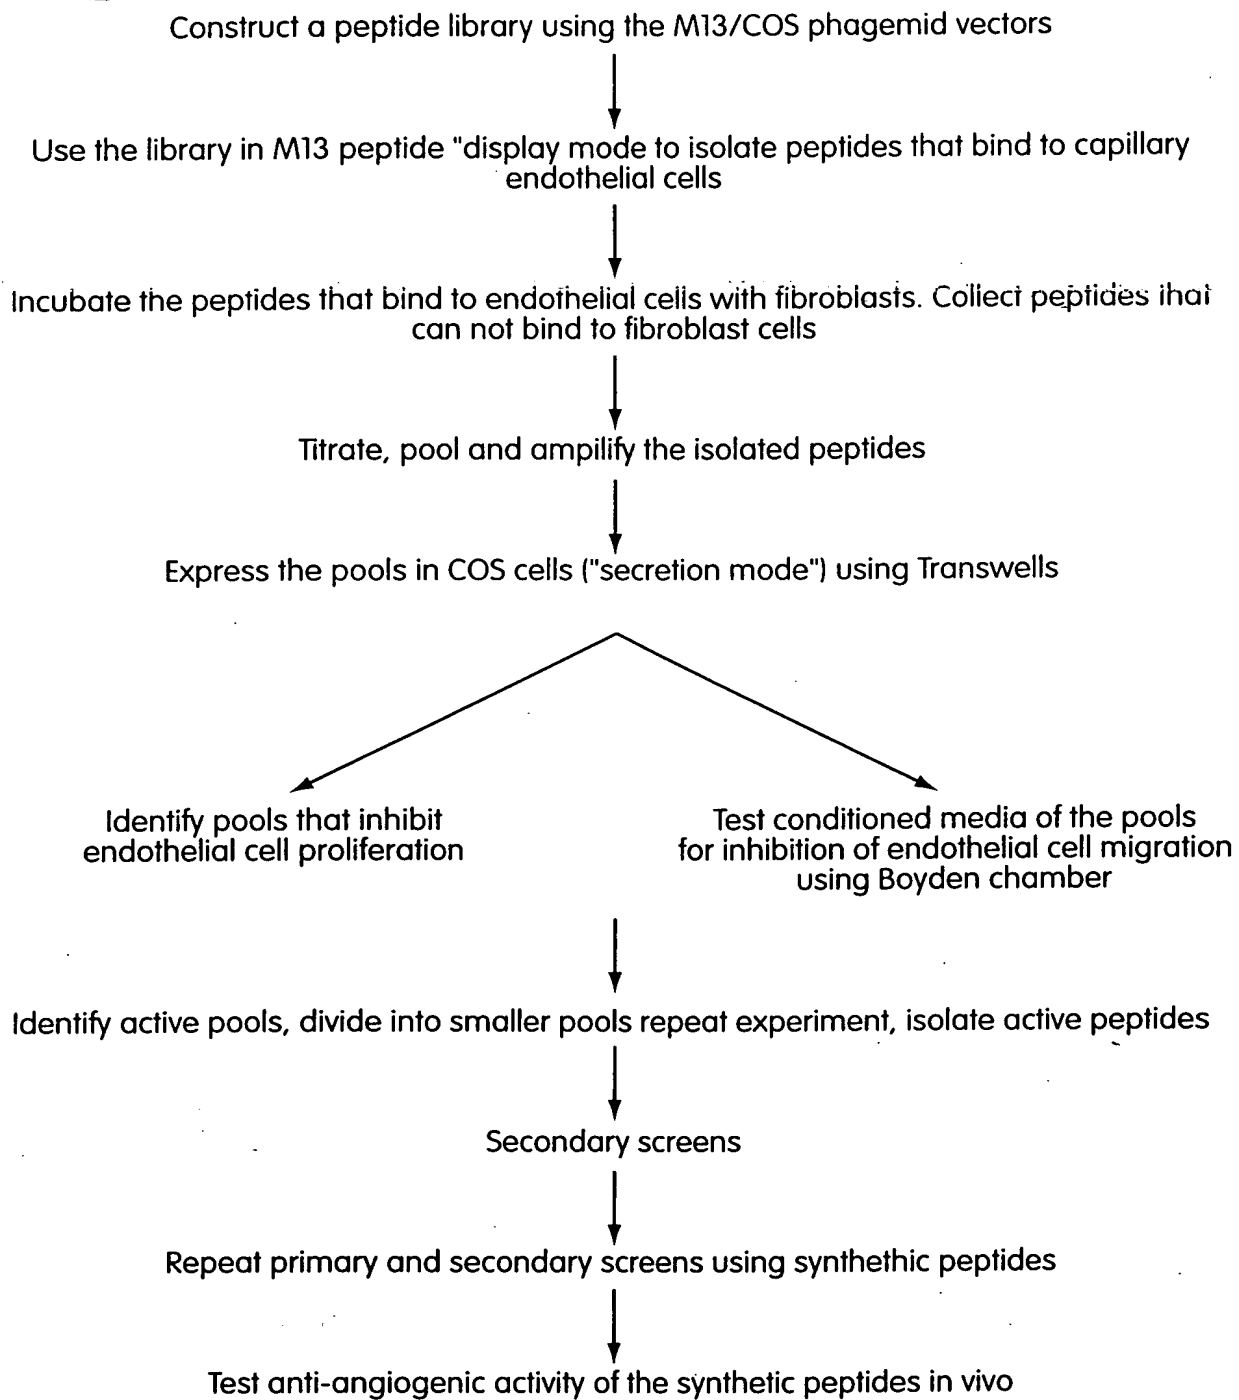 Construct a peptide library using the M13/COS phagemid vectors
Use the library in M13 peptide "display mode to isolate peptides that bind to capillary
endothelial cells
Incubate the peptides that bind to endothelial cells with fibroblasts. Collect peptides that
can not bind to fibroblast cells
Titrate, pool and ampilify the isolated peptides
Express the pools in COS cells ("secretion mode") using Transwells
Identify pools that inhibit
endothelial cell proliferation
Test conditioned media of the pools
for inhibition of endothelial cell migration
using Boyden chamber
Identify active pools, divide into smaller pools repeat experiment, isolate active peptides
Secondary screens
Repeat primary and secondary screens using synthethic peptides
Test anti-angiogenic activity of the synthetic peptides in vivo